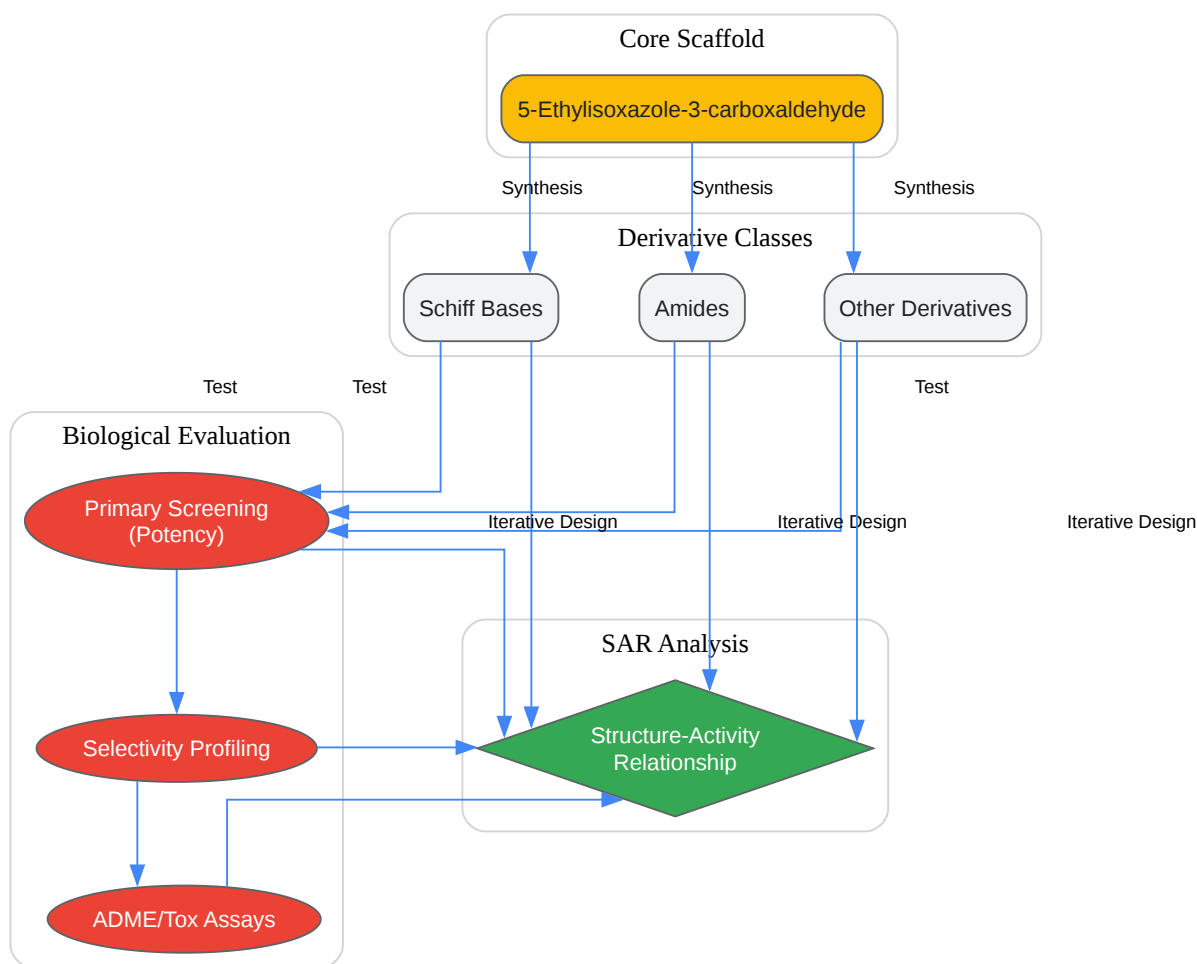 Core Scaffold
5-Ethylisoxazole-3-carboxaldehyde
Synthesis
Synthesis
Synthesis
Derivative Classes
Schiff Bases
Amides
Other Derivatives
Test
Test
Test
Biological Evaluation
Primary Screening
(Potency)
Iterative Design
Iterative Design
Iterative Design
SAR Analysis
Structure-Activity
Relationship
Selectivity Profiling
ADME/Tox Assays